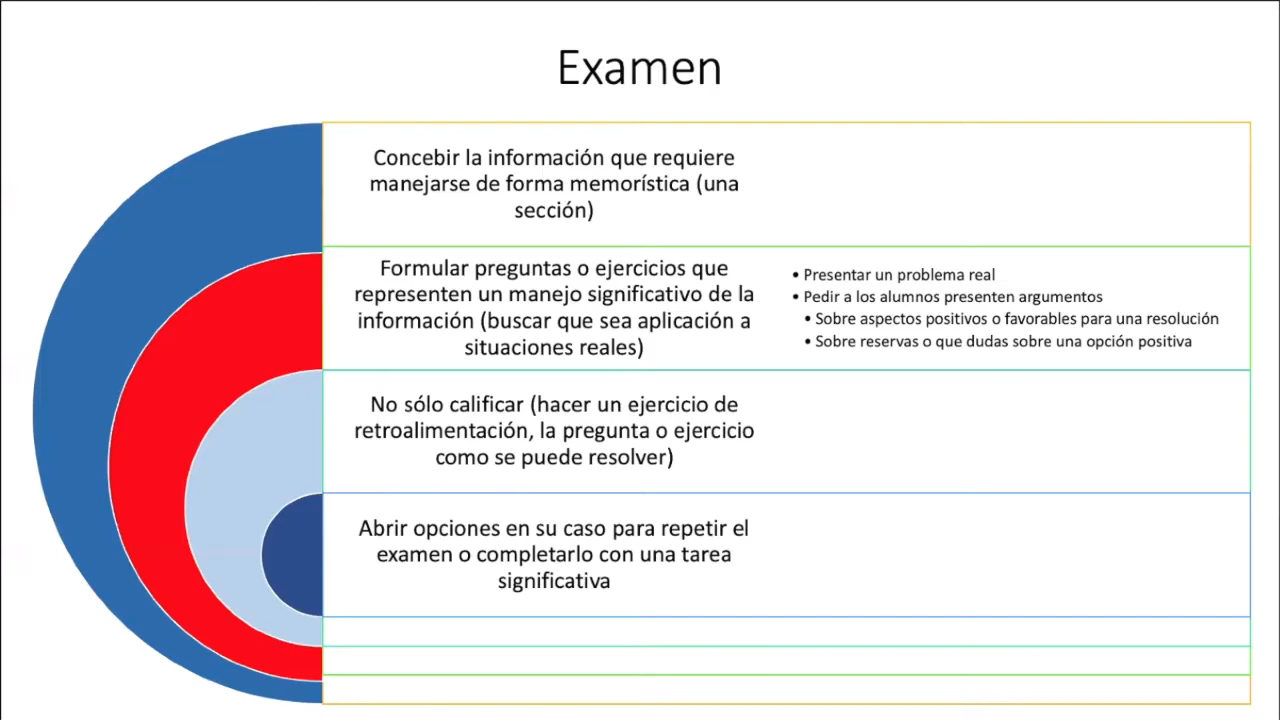 Examen
Concebir la información que requiere
manejarse de forma memorística (una
sección)
Formular preguntas o ejercicios que
representen un manejo significativo de la
información (buscar que sea aplicación a
situaciones reales)
• Presentar un problema real
• Pedir a los alumnos presenten argumentos
• Sobre aspectos positivos o favorables para una resolución
• Sobre reservas o que dudas sobre una opción positiva
No sólo calificar (hacer un ejercicio de
retroalimentación, la pregunta o ejercicio
como se puede resolver)
Abrir opciones en su caso para repetir el
examen o completarlo con una tarea
significativa